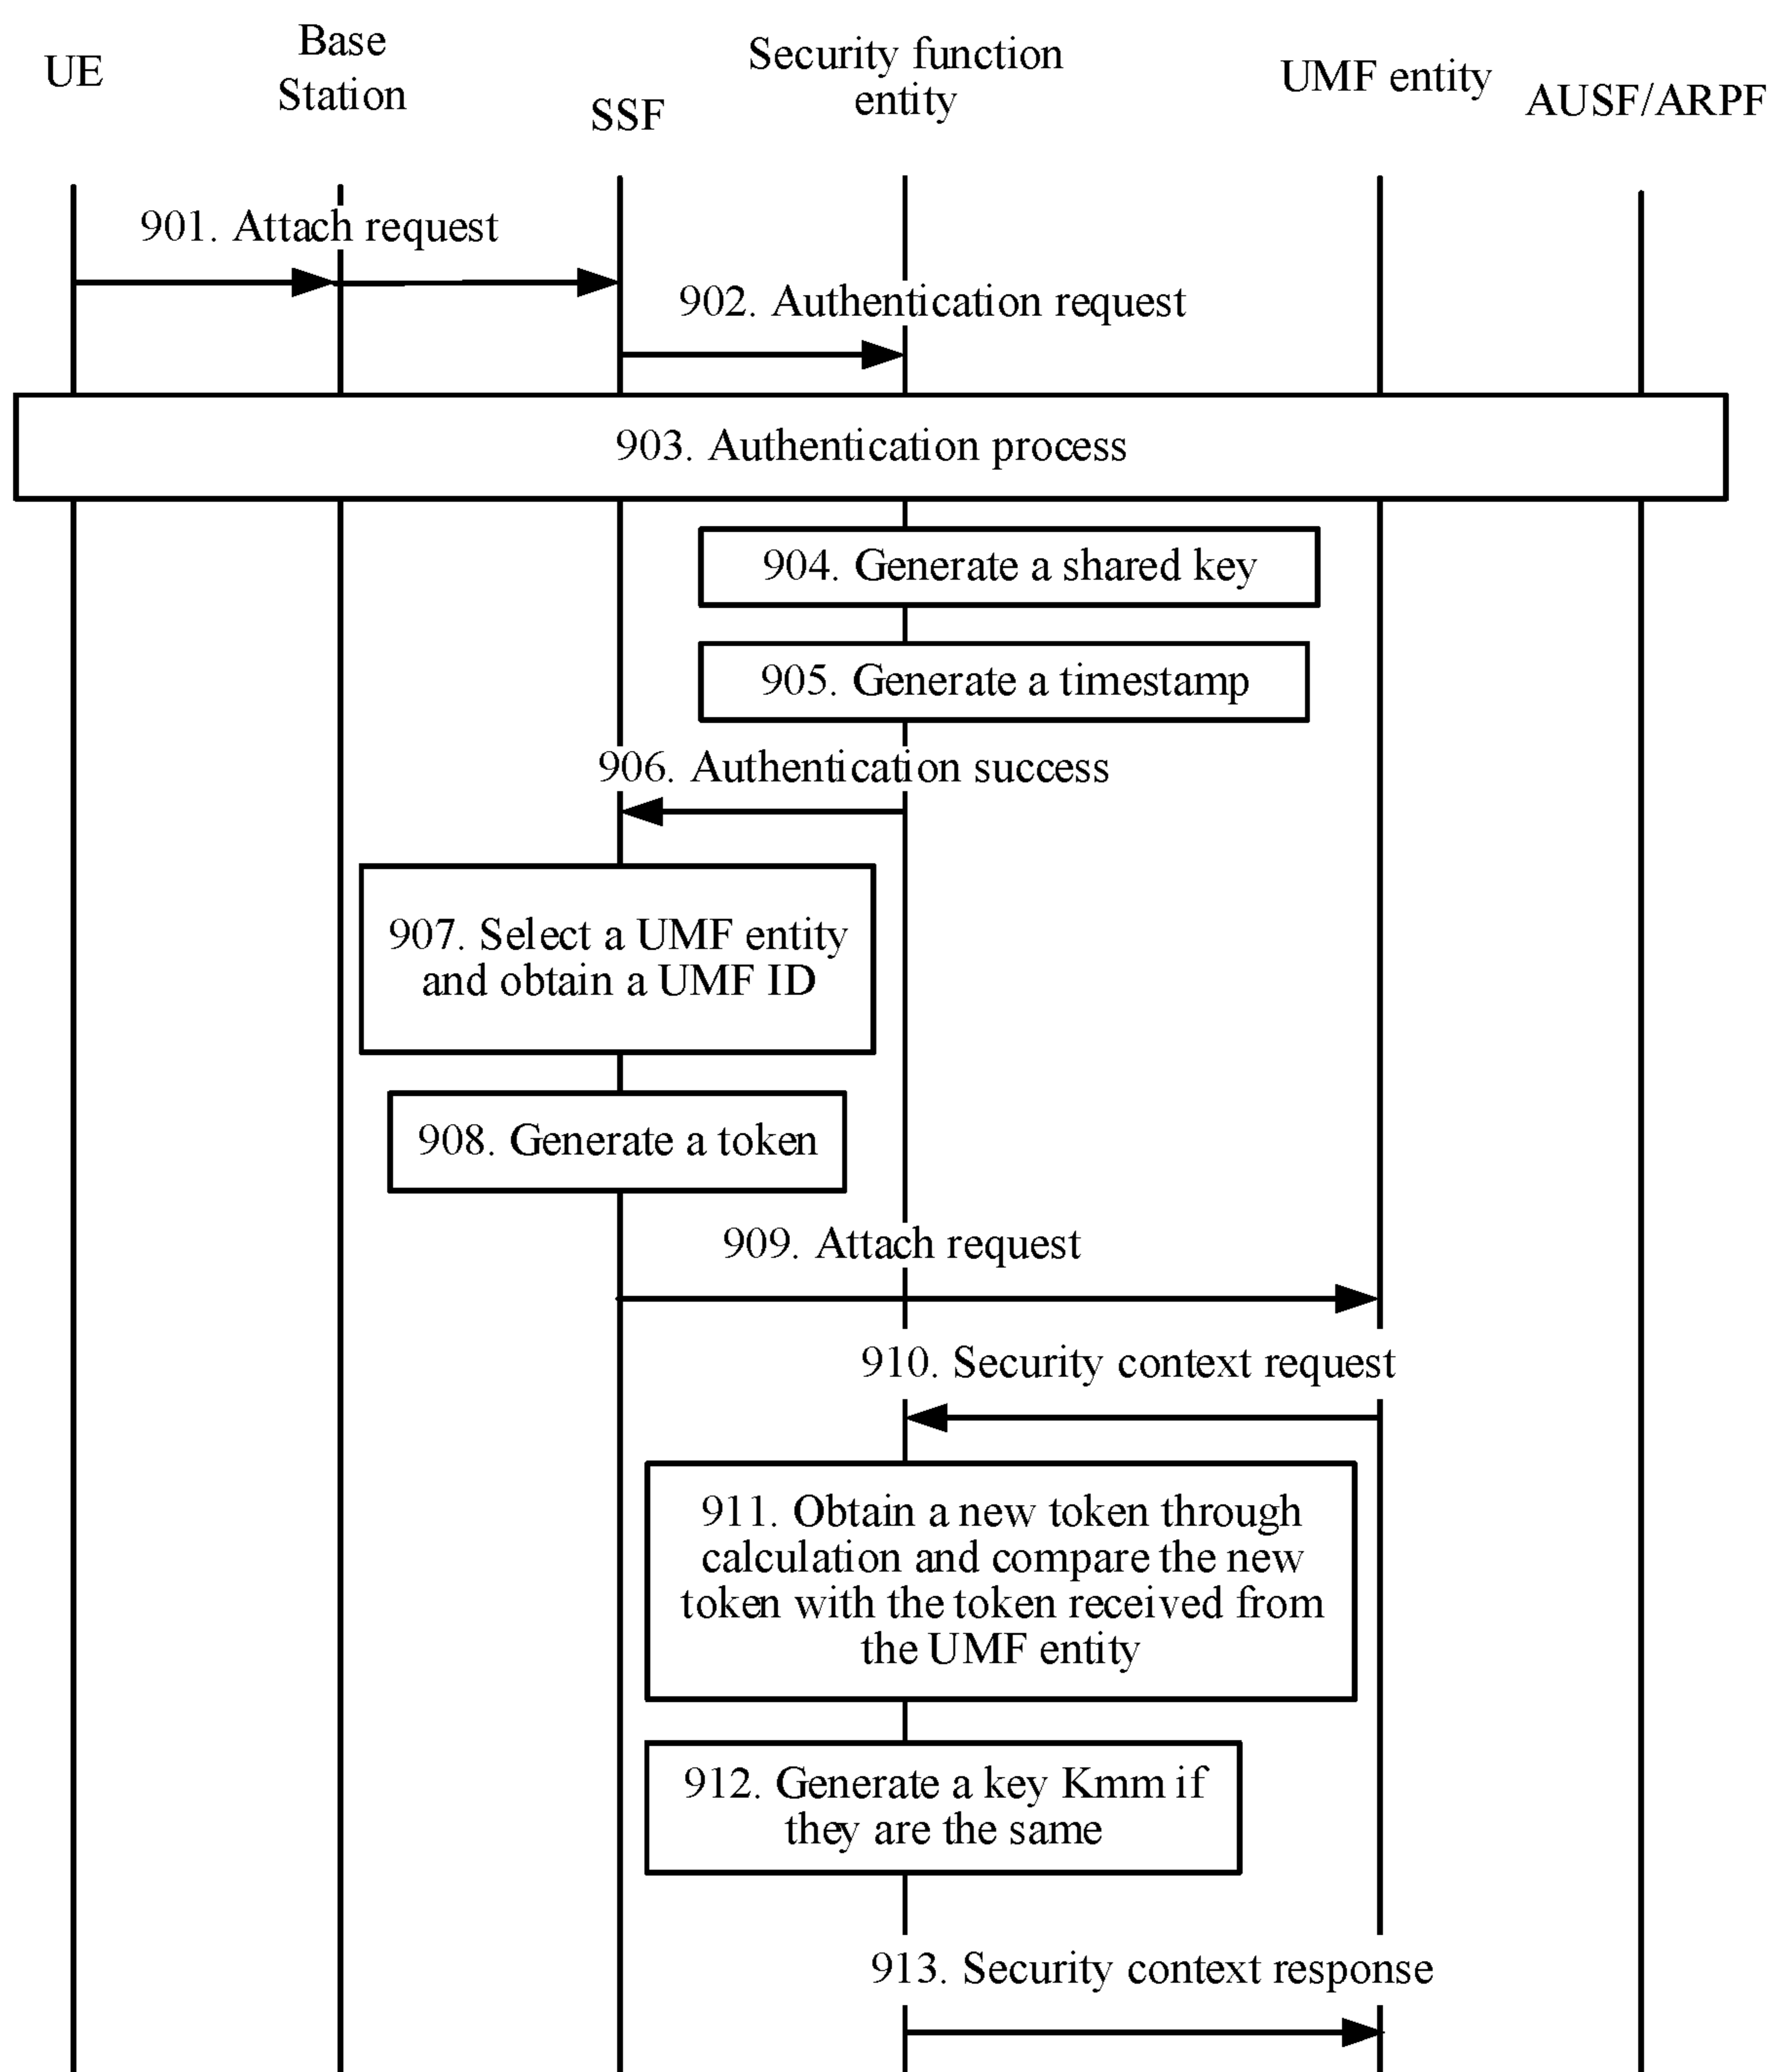 UE
Base
Station
SSF
Security function
entity
UMF entity
AUSF/ARPF
901. Attach request
902. Authentication request
903. Authentication process
904. Generate a shared key
905. Generate a timestamp
906. Authentication success
907. Select a UMF entity
and obtain a UMF ID
908. Generate a token
909. Attach request
910. Security context request
911. Obtain a new token through
calculation and compare the new
token with the token received from
the UMF entity
912. Generate a key Kmm if
they are the same
913. Security context response